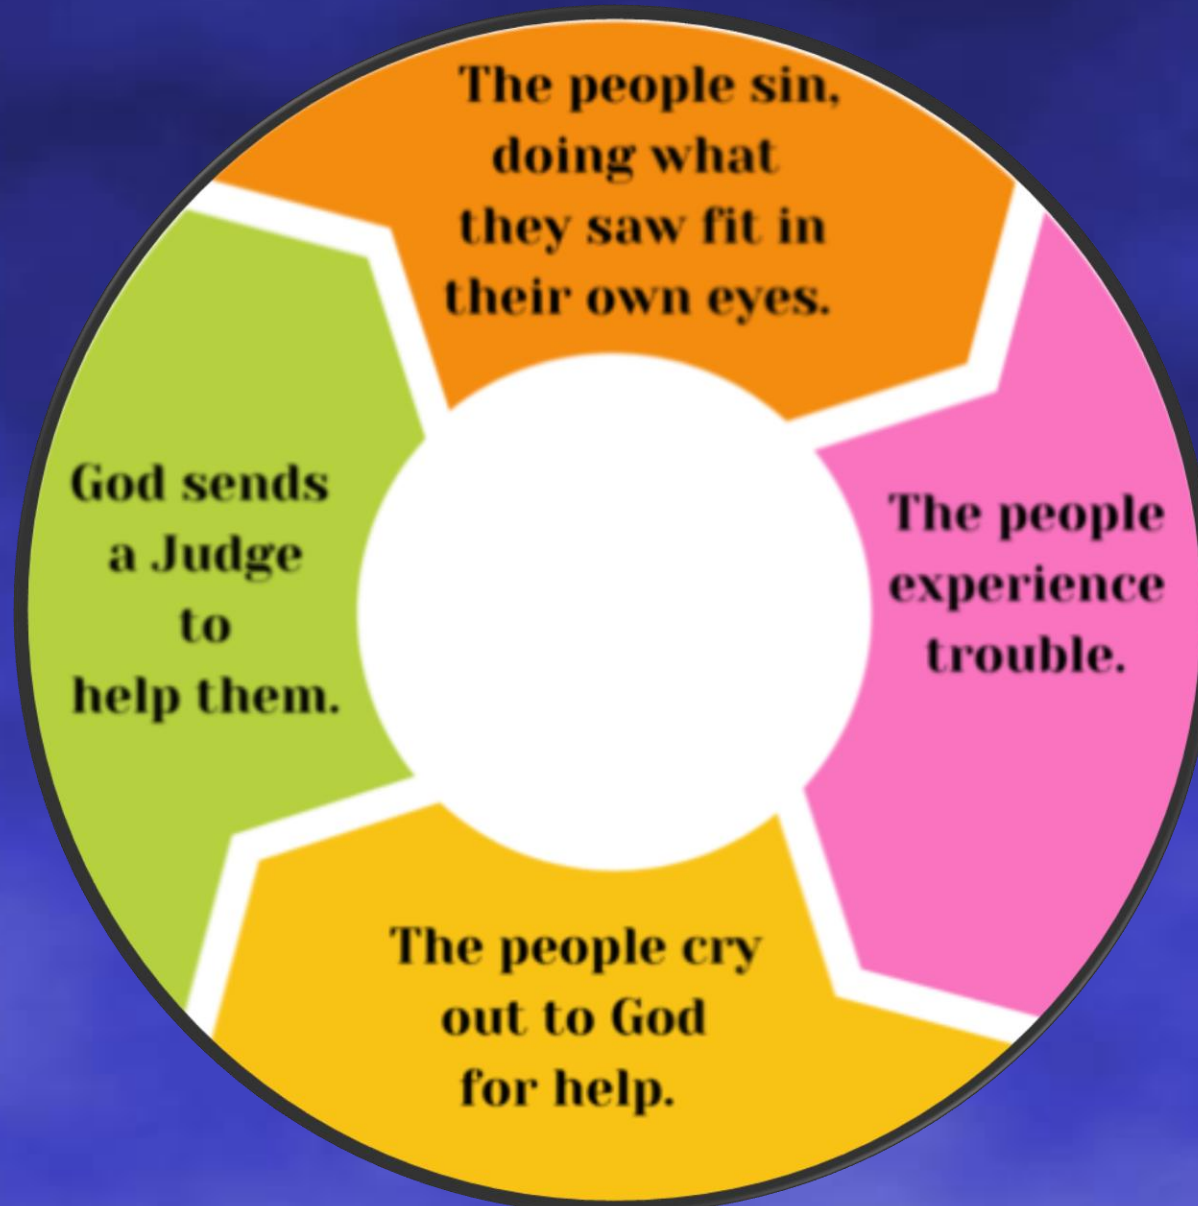 The people sin,
doing what
they saw fit in
their own eyes.
The people
experience
trouble.
The people cry
out to God
for help.
God sends
a Judge
to
help them.